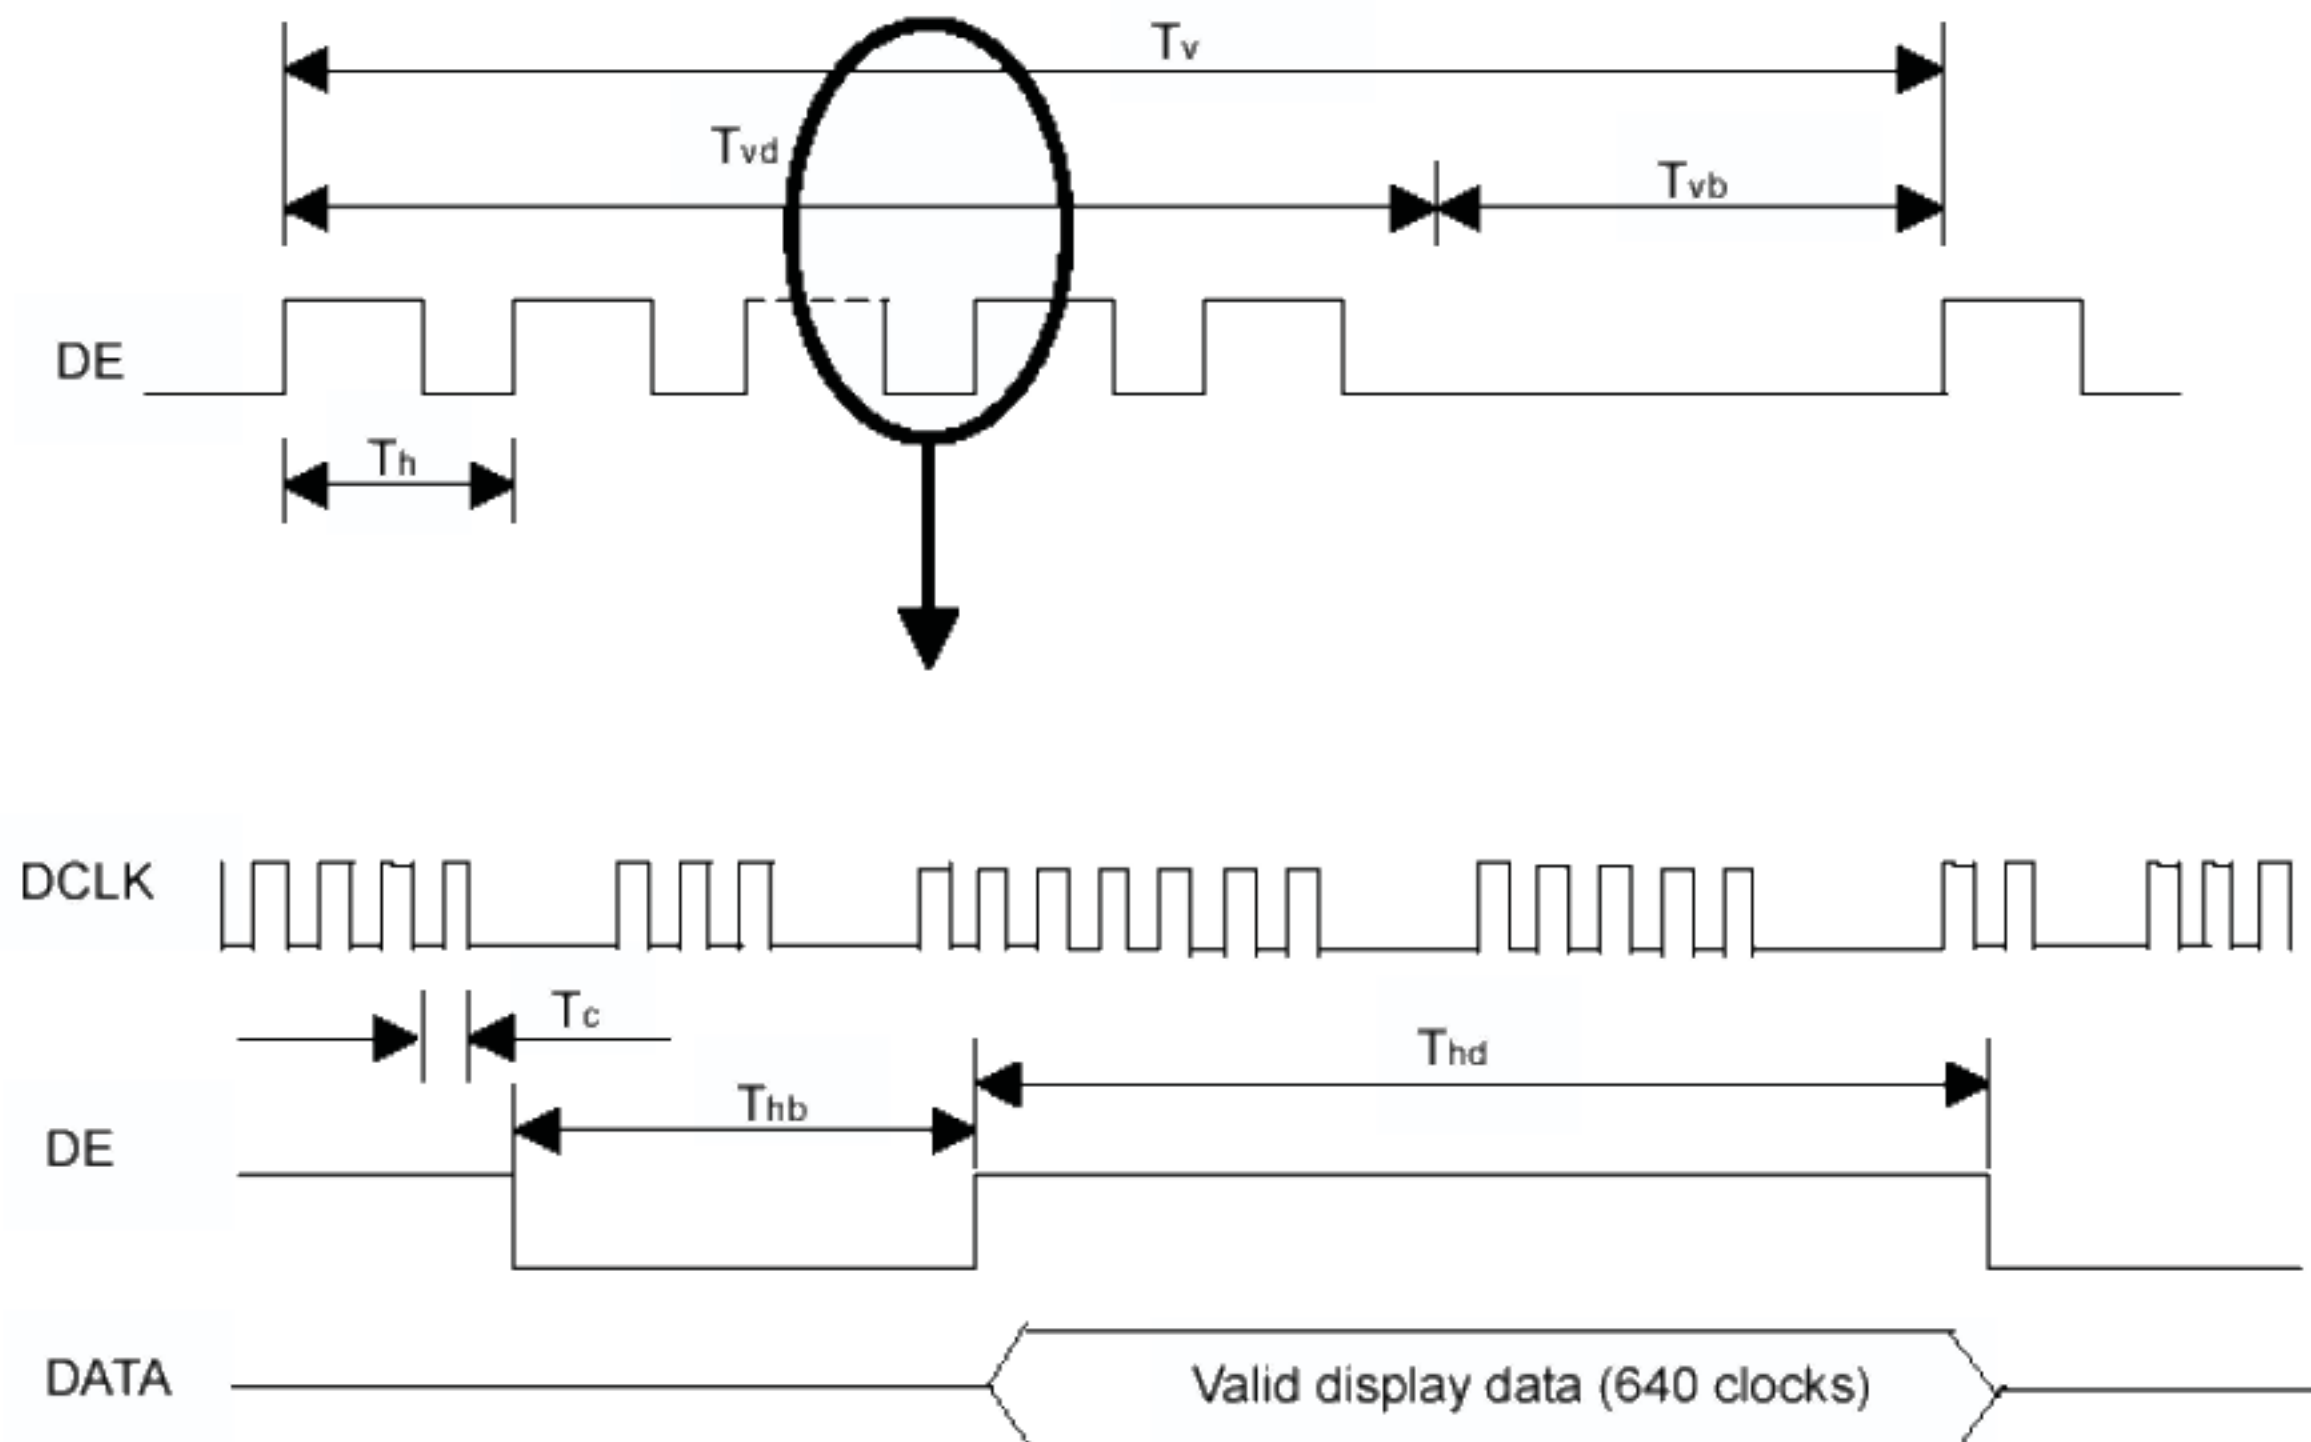 Tv
Tvd
Tvb
DE
Th
DCLK
Tc
Thd
Thb
DE
DATA
Valid display data (640 clocks)